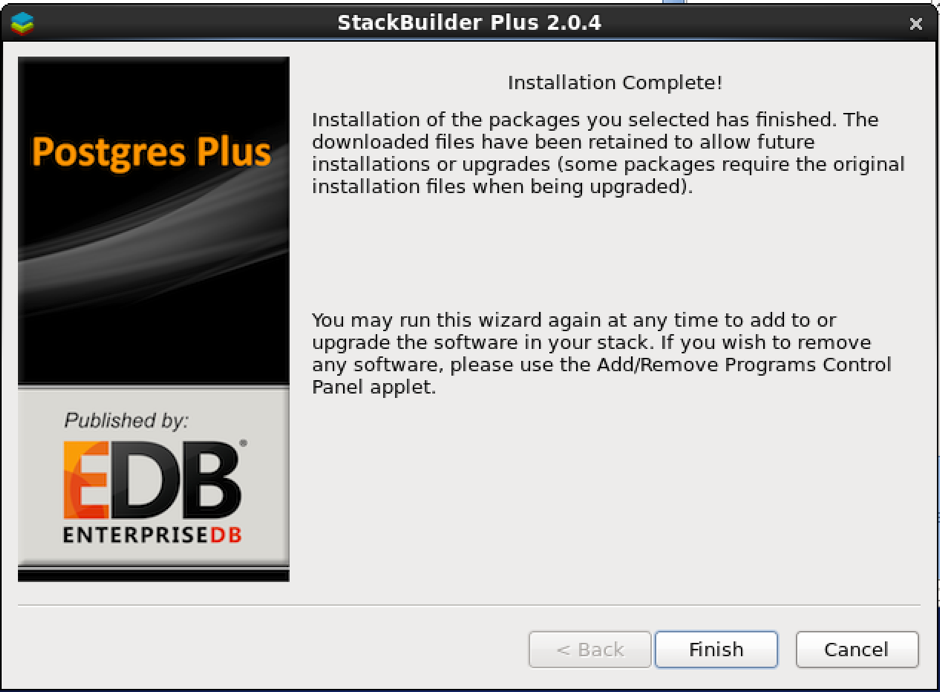 StackBuilder Plus 2.0.4
Postgres Plus
Published by:
EDB®
ENTERPRISEDB
Installation Complete!
Installation of the packages you selected has finished. The
downloaded files have been retained to allow future
installations or upgrades (some packages require the original
installation files when being upgraded).
You may run this wizard again at any time to add to or
upgrade the software in your stack. If you wish to remove
any software, please use the Add/Remove Programs Control
Panel applet.
< Back
Finish
Cancel